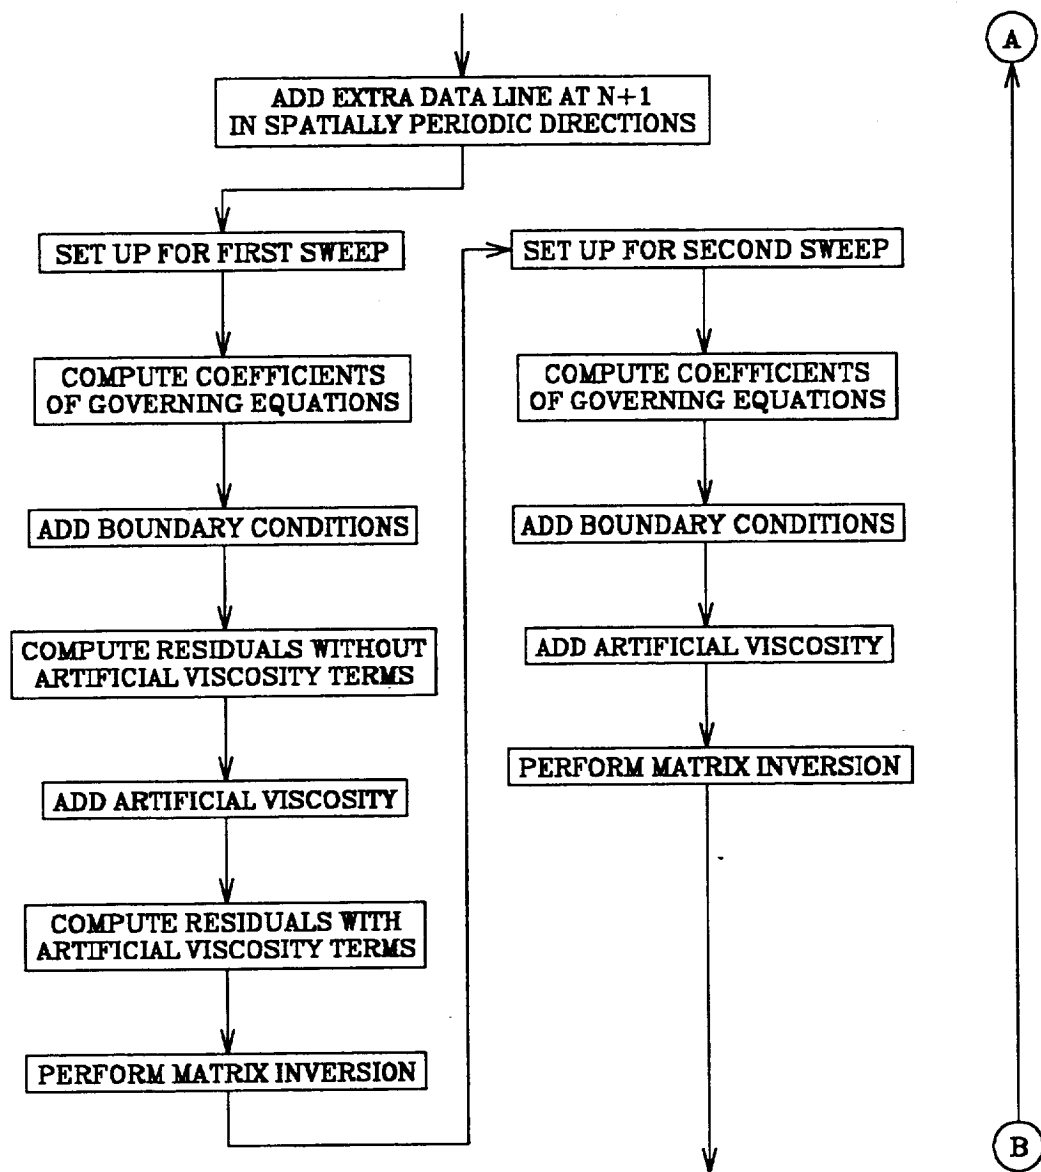 A
ADD EXTRA DATA LINE AT N+1
IN SPATIALLY PERIODIC DIRECTIONS
SET UP FOR FIRST SWEEP
COMPUTE COEFFICIENTS
OF GOVERNING EQUATIONS
ADD BOUNDARY CONDITIONS
COMPUTE RESIDUALS WITHOUT
ARTIFICIAL VISCOSITY TERMS
ADD ARTIFICIAL VISCOSITY
COMPUTE RESIDUALS WITH
ARTIFICIAL VISCOSITY TERMS
PERFORM MATRIX INVERSION
SET UP FOR SECOND SWEEP
COMPUTE COEFFICIENTS
OF GOVERNING EQUATIONS
ADD BOUNDARY CONDITIONS
ADD ARTIFICIAL VISCOSITY
PERFORM MATRIX INVERSION
B